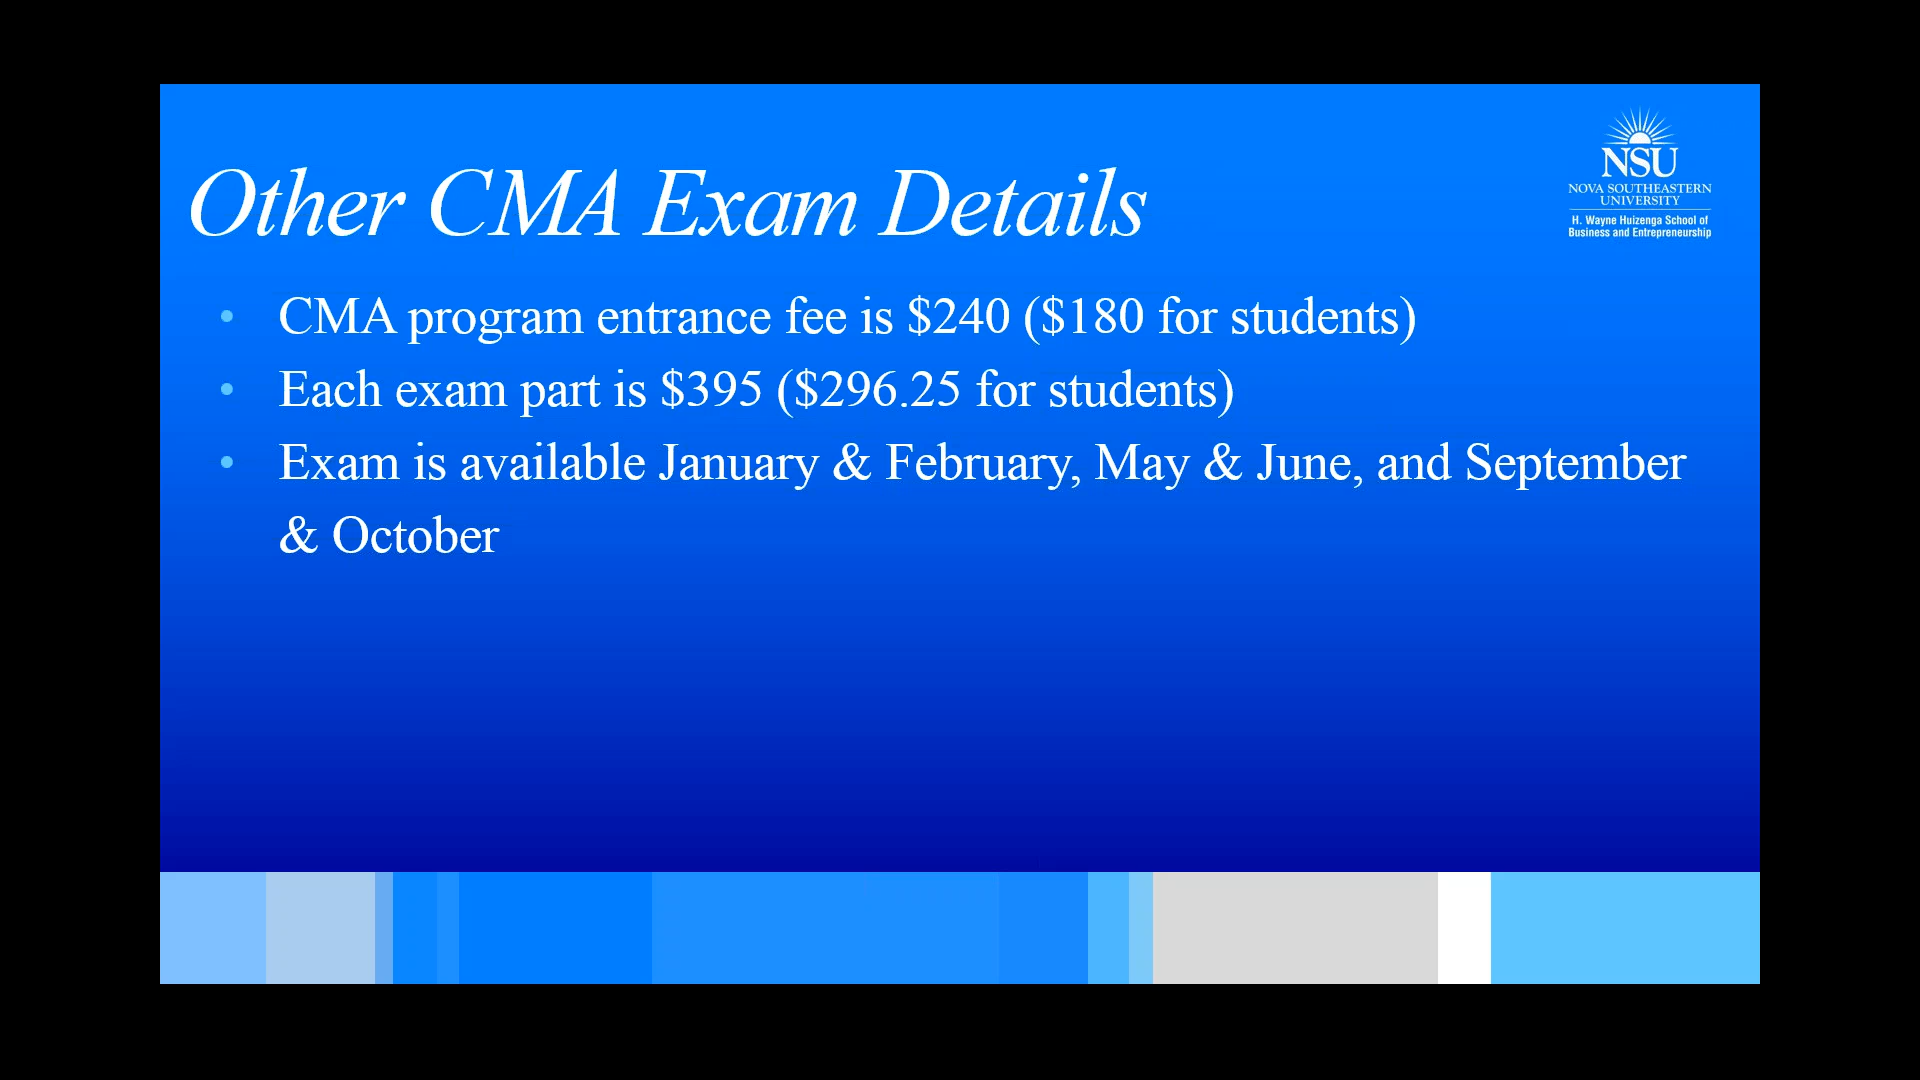 NSU
NOVA SOUTHEASTERN
UNIVERSITY
H. Wayne Huizenga School of
Business and Entrepreneurship
Other CMA Exam Details
• CMA program entrance fee is $240 ($180 for students)
• Each exam part is $395 ($296.25 for students)
• Exam is available January & February, May & June, and September
& October